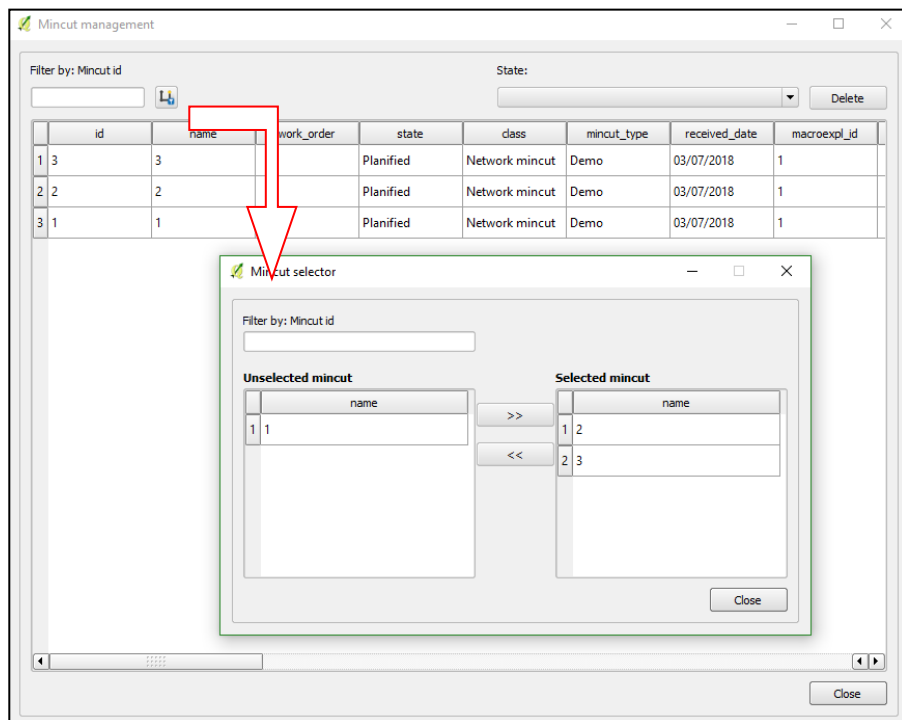 Mincut management
Filter by: Mincut id
State:
Delete
id name work_order state class mincut_type received_date macroexpl_id
1 3 3 Planified Network mincut Demo 03/07/2018 1
2 2 2 Planified Network mincut Demo 03/07/2018 1
3 1 1 Planified Network mincut Demo 03/07/2018 1
Mincut selector
Filter by: Mincut id
Unselected mincut
name
1 1
>>
<<
Selected mincut
name
1 2
2 3
Close
Close